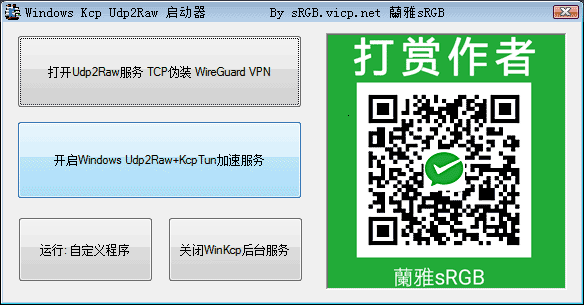 Windows Kcp Udp2Raw 启动器 By sRGB.vicp.net 蘭雅sRGB
打开Udp2Raw服务 TCP伪装 WireGuard VPN
开启Windows Udp2Raw+KcpTun加速服务
运行: 自定义程序
关闭WinKcp后台服务
打赏作者
蘭雅sRGB